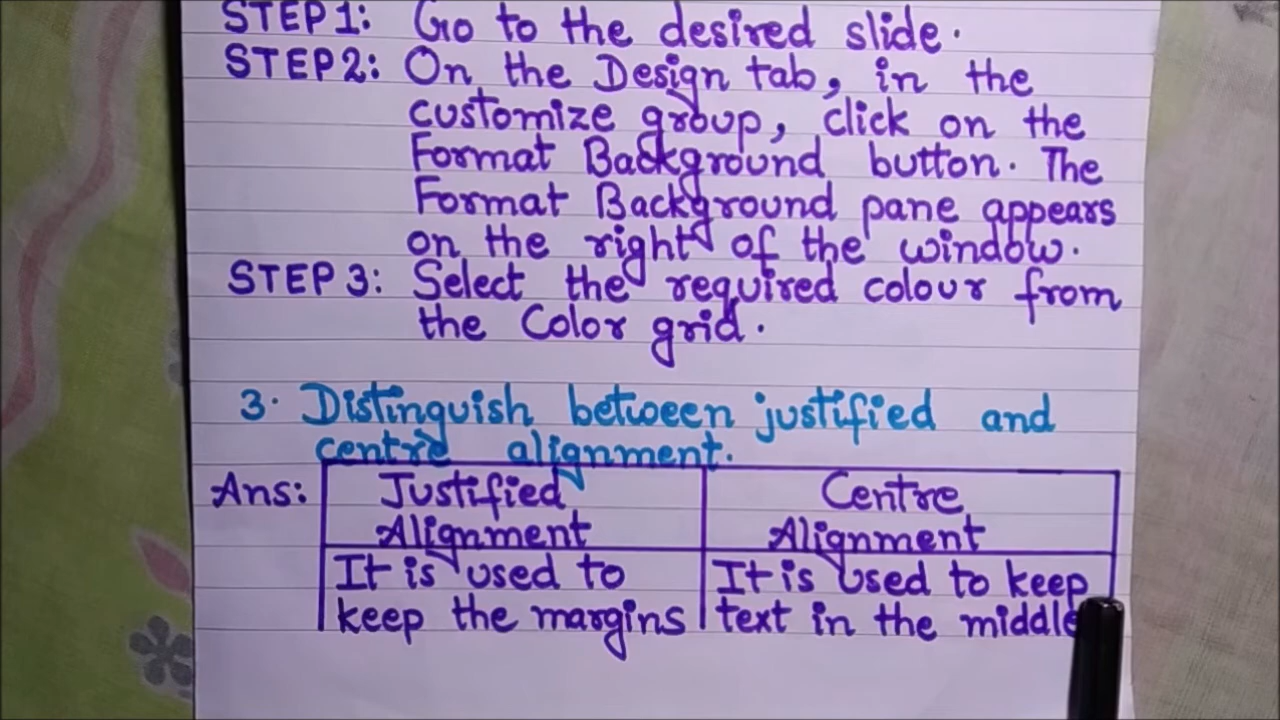 STEP1: Go to the desired slide.
STEP2: On the Design tab, in the
customize group, click on the
Format Background button. The
Format Background pane appears
on the right of the window.
STEP3: Select the required colour from
the Color grid.
3. Distinguish between justified and
centre alignment.
Ans: Justified Alignment
Centre Alignment
It is used to
keep the margins
It is used to keep
text in the middle